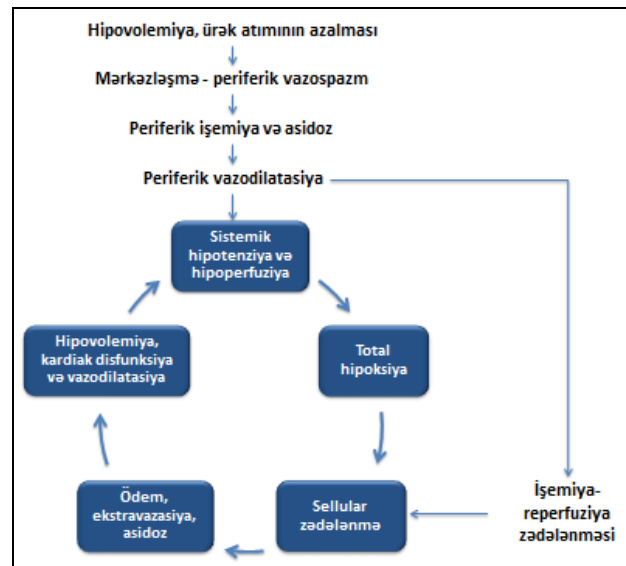 Hipovolemiya, ürək atımının azalması
Mərkəzləşmə - periferik vazospazm
Periferik işemiya və asidoz
Periferik vazodilatasiya
Sistemik
hipotenziya və
hipoperfuziya
Total
hipoksiya
Sellular
zədələnmə
Ödem,
ekstravazasiya,
asidoz
Hipovolemiya,
kardiak disfunksiya
və vazodilatasiya
İşemiya-
reperfuziya
zədələnməsi